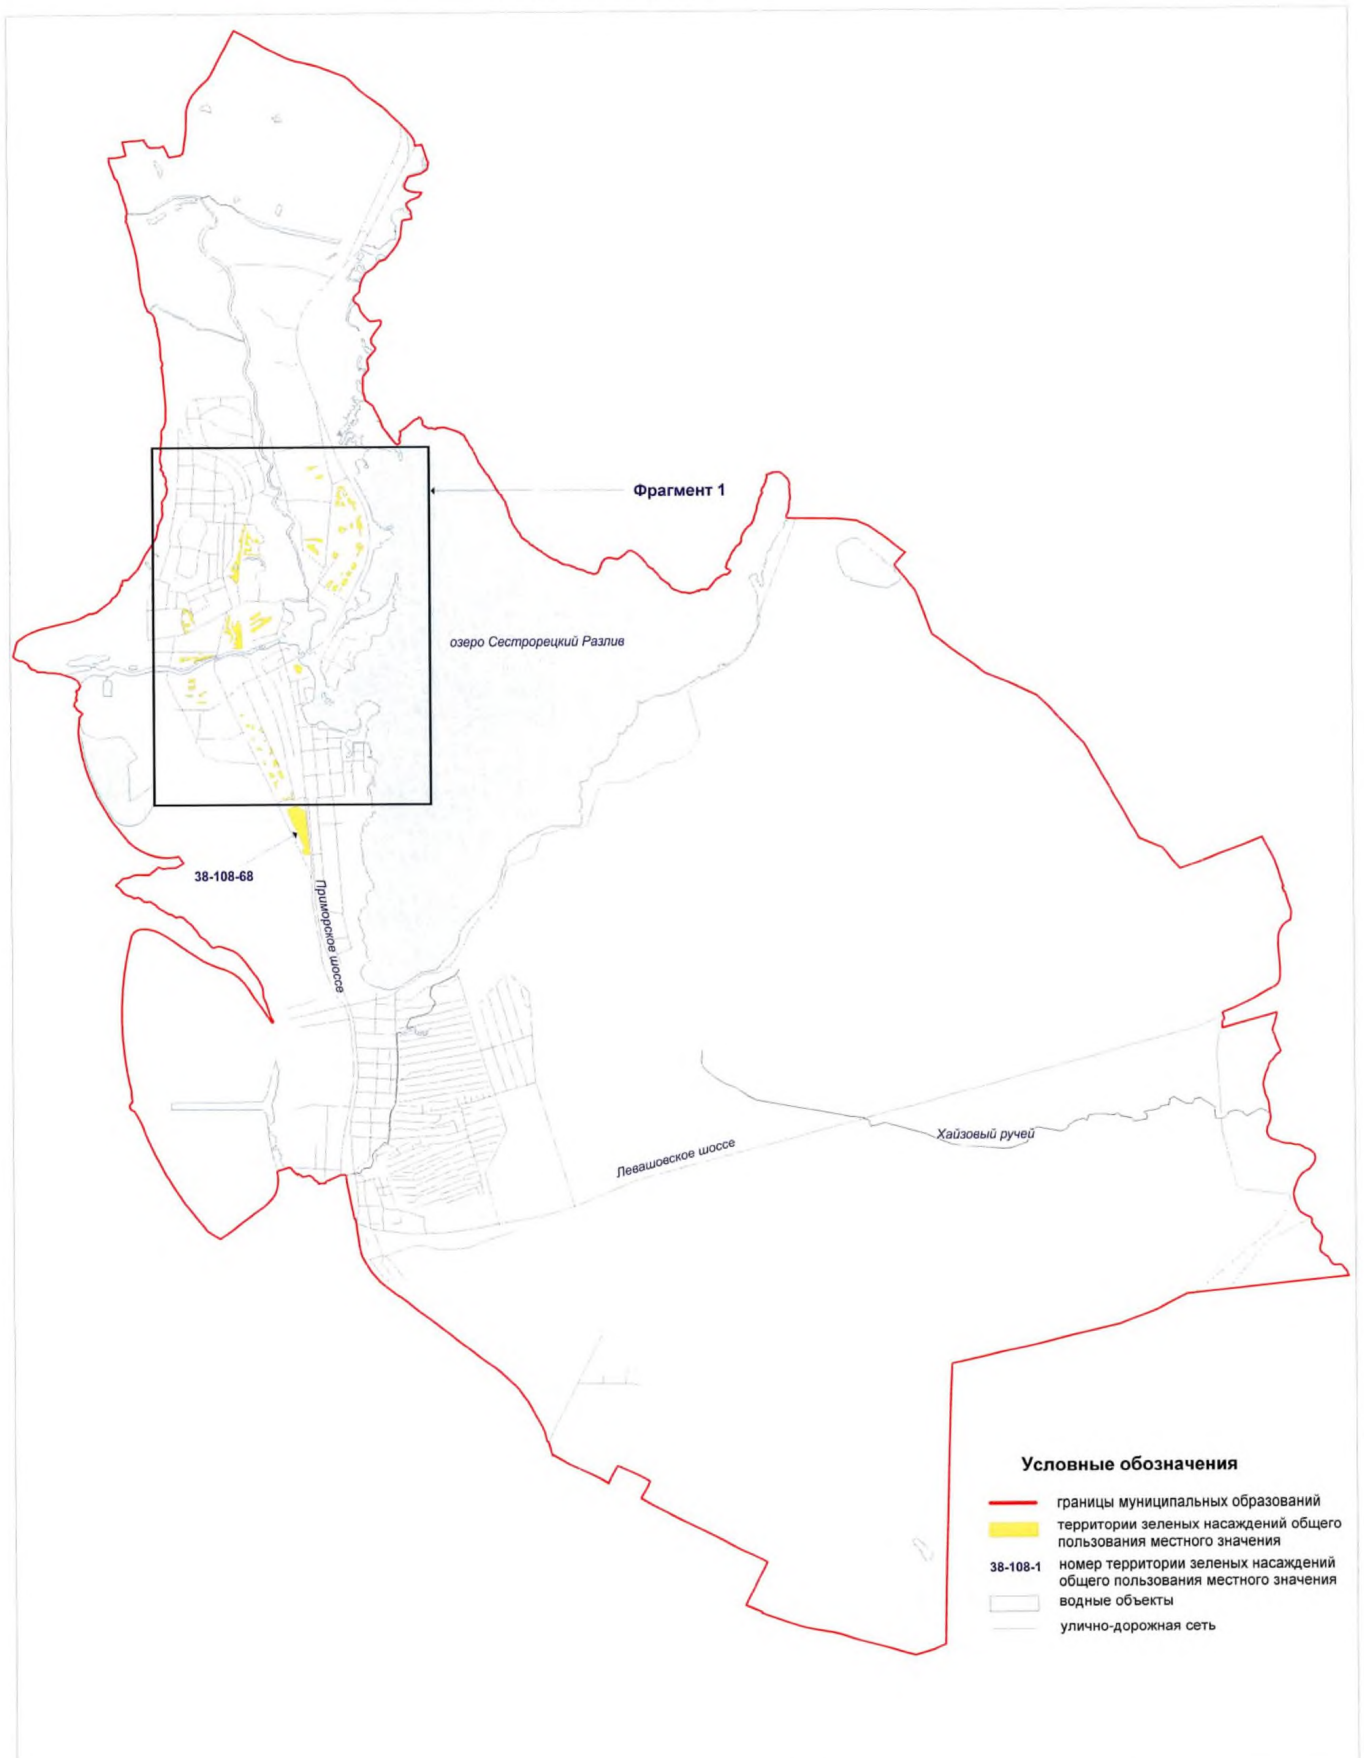 Фрагмент 1
озеро Сестрорецкий Разлив
38-108-68
Приморское шоссе
Хайзовый ручей
Левашовское шоссе
Условные обозначения
границы муниципальных образований
территории зеленых насаждений общего
пользования местного значения
38-108-1 номер территории зеленых насаждений
общего пользования местного значения
водные объекты
улично-дорожная сеть